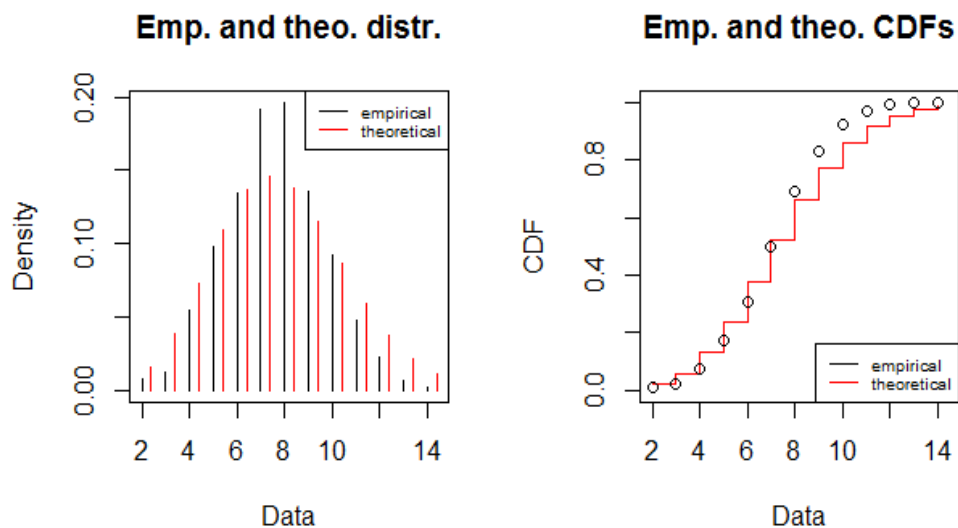 Emp. and theo. distr.
Density
0.00
0.10
0.20
empirical
theoretical
2 4 6 8 10 14
Data
Emp. and theo. CDFs
CDF
0.0
0.4
0.8
empirical
theoretical
2 4 6 8 10 14
Data